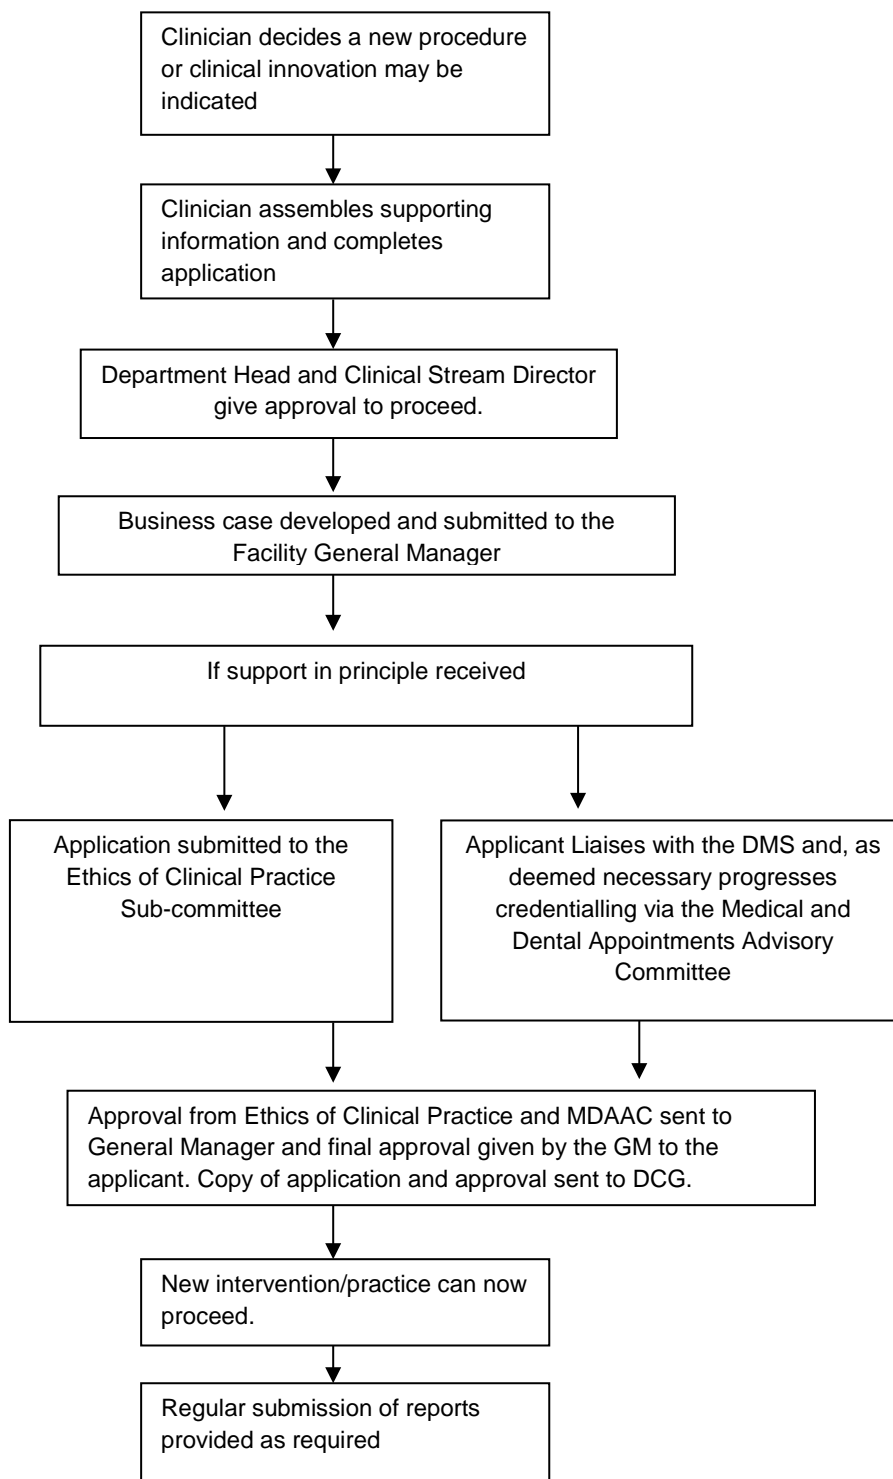 Clinician decides a new procedure
or clinical innovation may be
indicated
Clinician assembles supporting
information and completes
application
Department Head and Clinical Stream Director
give approval to proceed.
Business case developed and submitted to the
Facility General Manager
If support in principle received
Application submitted to the
Ethics of Clinical Practice
Sub-committee
Applicant Liaises with the DMS and, as
deemed necessary progresses
credentialling via the Medical and
Dental Appointments Advisory
Committee
Approval from Ethics of Clinical Practice and MDAAC sent to
General Manager and final approval given by the GM to the
applicant. Copy of application and approval sent to DCG.
New intervention/practice can now
proceed.
Regular submission of reports
provided as required